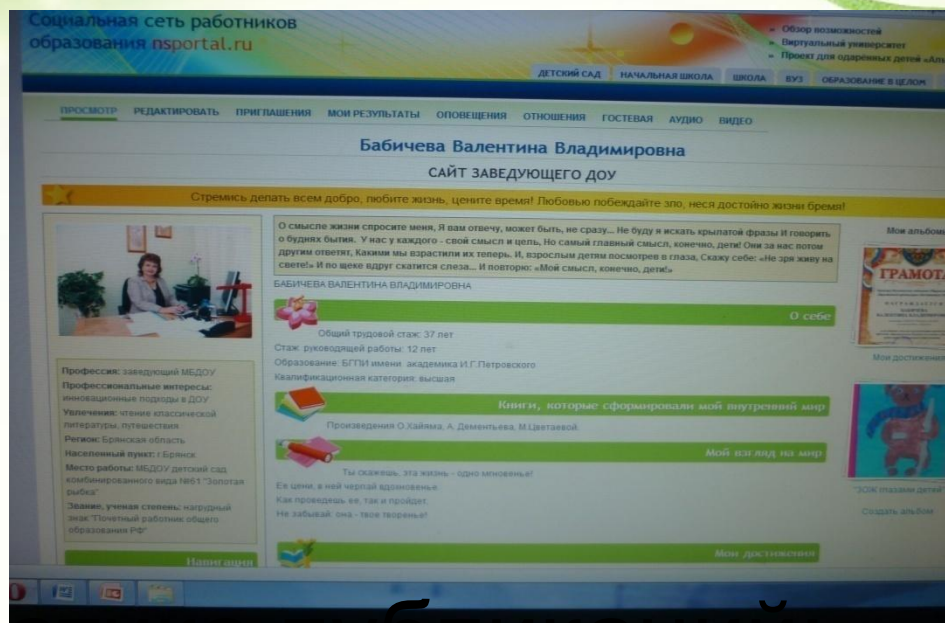 Социальная сеть работников
образования nsportal.ru
» Обзор возможностей
» Виртуальный университет
» Проект для одарённых детей
ДЕТСКИЙ САД НАЧАЛЬНАЯ ШКОЛА ШКОЛА ВУЗ ОБРАЗОВАНИЕ В ЦЕЛОМ
ПРОСМОТР РЕДАКТИРОВАТЬ ПРИГЛАШЕНИЯ МОИ РЕЗУЛЬТАТЫ ОПОВЕЩЕНИЯ ОТНОШЕНИЯ ГОСТЕВАЯ АУДИО ВИДЕО
Бабичева Валентина Владимировна
САЙТ ЗАВЕДУЮЩЕГО ДОУ
Стремись делать всем добро, любите жизнь, цените время! Любовью побеждайте зло, неся достойно жизни бремя!
Профессия: заведующий МБДОУ
Профессиональные интересы:
инновационные подходы в ДОУ
Увлечения: чтение классической
литературы, путешествия
Регион: Брянская область
Населенный пункт: г.Брянск
Место работы: МБДОУ детский сад
комбинированного вида №61 "Золотая
рыбка"
Звание, ученая степень: нагрудный
знак "Почетный работник общего
образования РФ"
Навигация
О смысле жизни спросите меня, Я вам отвечу, может быть, не сразу... Не буду я искать крылатой фразы И говорить
о буднях бытия. У нас у каждого - свой смысл и цель, Но самый главный смысл, конечно, дети! Они за нас потом
другим ответят, Какими мы взрастили их теперь. И, взрослым детям посмотрев в глаза, Скажу себе: «Не зря живу на
свете!» И по щеке вдруг скатится слеза... И повторю: «Мой смысл, конечно, дети!»
БАБИЧЕВА ВАЛЕНТИНА ВЛАДИМИРОВНА
О себе
Общий трудовой стаж: 37 лет
Стаж руководящей работы: 12 лет
Образование: БГПИ имени академика И.Г.Петровского
Квалификационная категория: высшая
Книги, которые сформировали мой внутренний мир
Произведения О.Хайяма, А. Дементьева, М.Цветаевой.
Мой взгляд на мир
Ты скажешь, эта жизнь - одно мгновенье!
Ее цени, в ней черпай вдохновенье
Как проведешь ее, так и пройдет,
Не забывай: она - твое творенье!
Мои достижения
Мои альбомы
ГРАМОТА
Мои достижения
"ЗОЖ глазами детей"
Создать альбом